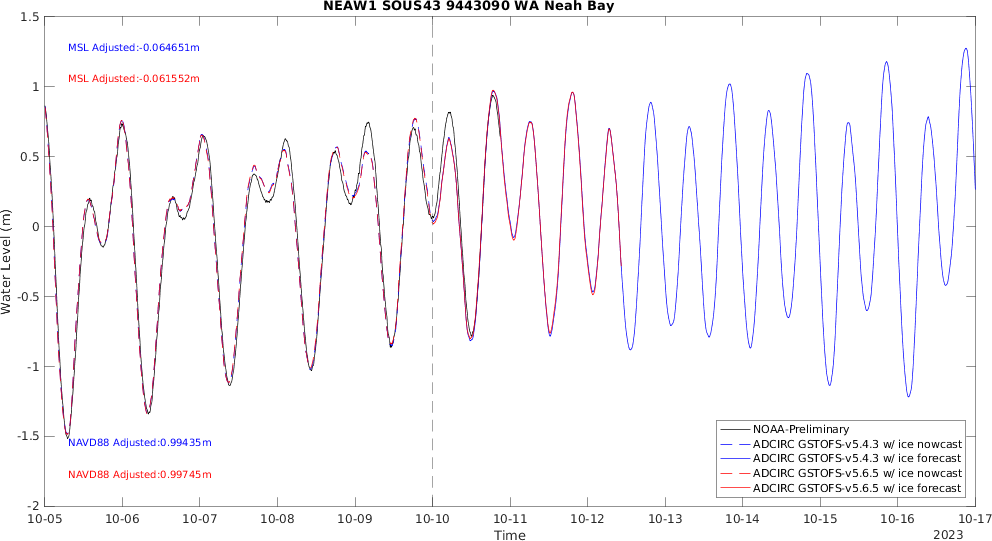 NEAW1 SOUS43 9443090 WA Neah Bay
MSL Adjusted:-0.064651m
MSL Adjusted:-0.061552m
NAVD88 Adjusted:0.99435m
NAVD88 Adjusted:0.99745m
Water Level (m)
1.5
1
0.5
0
-0.5
-1
-1.5
-2
NOAA-Preliminary
ADCIRC GSTOFS-v5.4.3 w/ ice nowcast
ADCIRC GSTOFS-v5.4.3 w/ ice forecast
ADCIRC GSTOFS-v5.6.5 w/ ice nowcast
ADCIRC GSTOFS-v5.6.5 w/ ice forecast
10-05 10-06 10-07 10-08 10-09 10-10 10-11 10-12 10-13 10-14 10-15 10-16 10-17
Time
2023